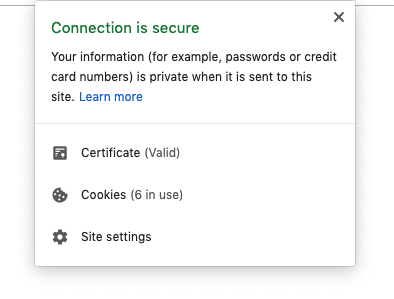 Connection is secure
Your information (for example, passwords or credit
card numbers) is private when it is sent to this
site. Learn more
Certificate (Valid)
Cookies (6 in use)
Site settings